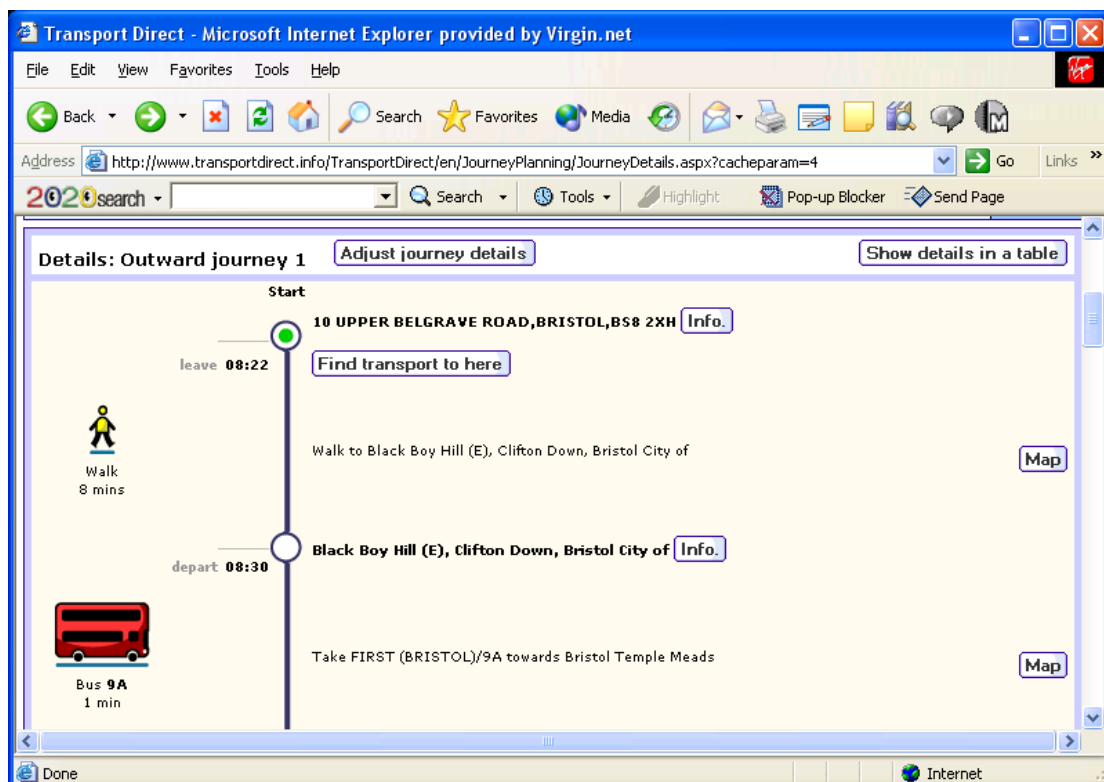 Transport Direct - Microsoft Internet Explorer provided by Virgin.net
File Edit View Favorites Tools Help
Back Search Favorites Media
Address http://www.transportdirect.info/TransportDirect/en/JourneyPlanning/JourneyDetails.aspx?cacheparam=4 Go Links »
2020search Search Tools Highlight Pop-up Blocker Send Page
Details: Outward journey 1 Adjust journey details Show details in a table
Start
10 UPPER BELGRAVE ROAD,BRISTOL,BS8 2XH Info.
leave 08:22 Find transport to here
Walk to Black Boy Hill (E), Clifton Down, Bristol City of Map
Walk
8 mins
Black Boy Hill (E), Clifton Down, Bristol City of Info.
depart 08:30
Take FIRST (BRISTOL)/9A towards Bristol Temple Meads Map
Bus 9A
1 min
Done Internet